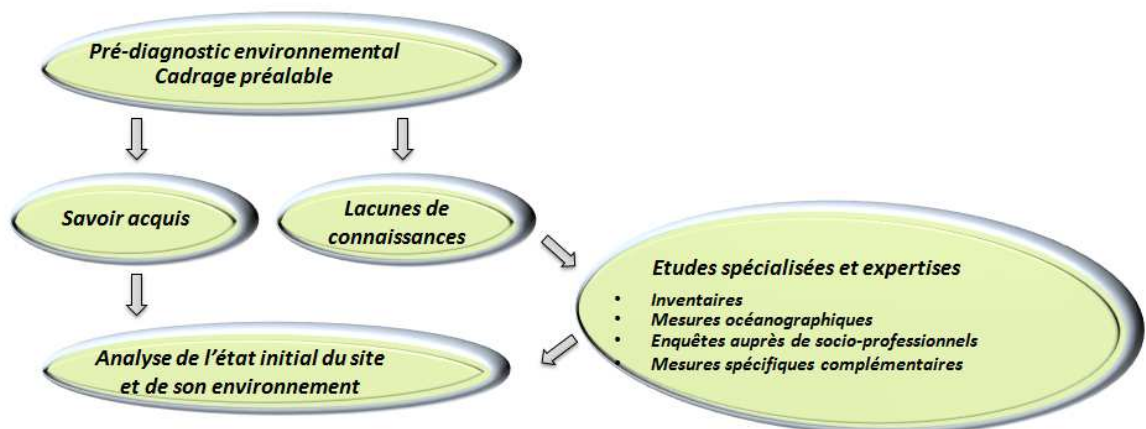 Pré-diagnostic environnemental
Cadrage préalable
Savoir acquis
Lacunes de
connaissances
Etudes spécialisées et expertises
• Inventaires
• Mesures océanographiques
• Enquêtes auprès de socio-professionnels
• Mesures spécifiques complémentaires
Analyse de l'état initial du site
et de son environnement